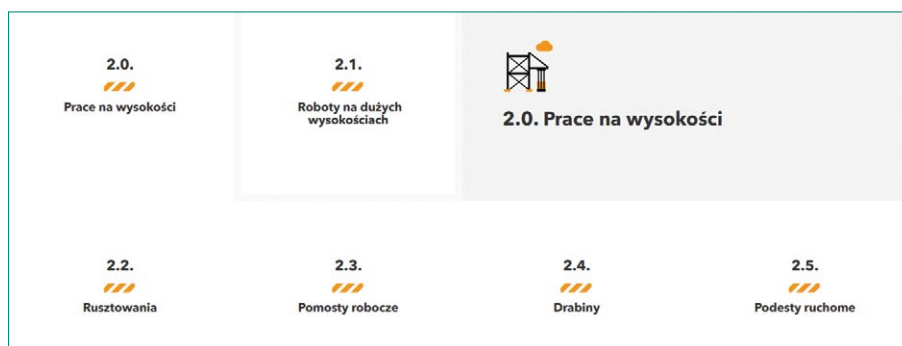 2.0.
Prace na wysokości
2.1.
Roboty na dużych
wysokościach
2.0. Prace na wysokości
2.2.
Rusztowania
2.3.
Pomosty robocze
2.4.
Drabiny
2.5.
Podesty ruchome